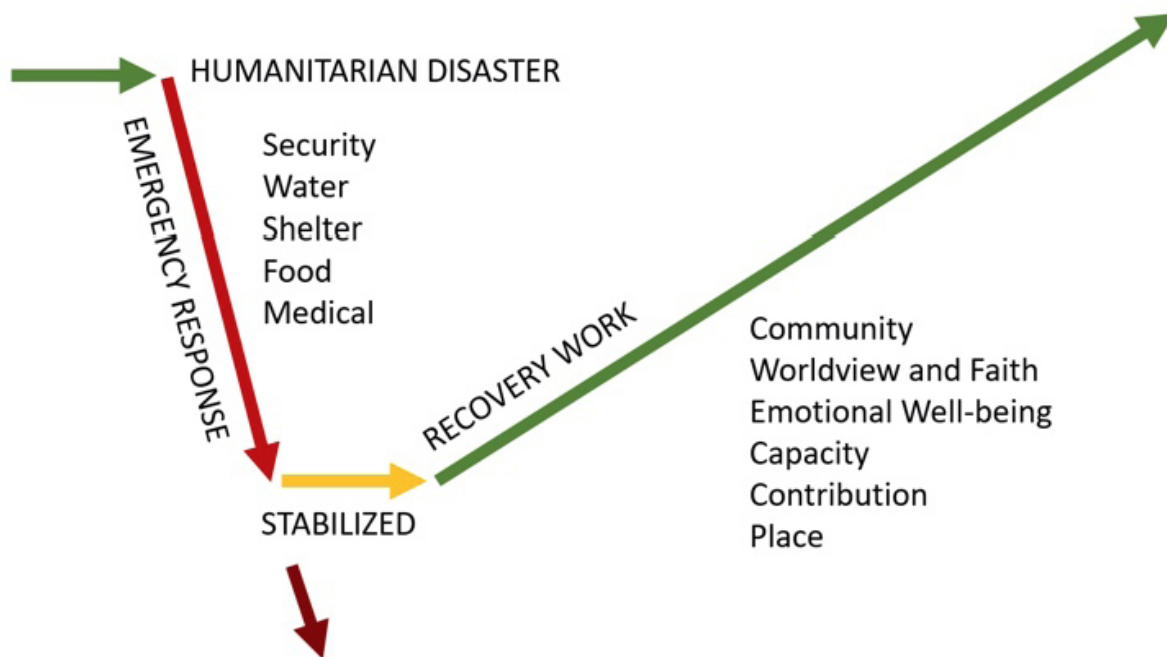 HUMANITARIAN DISASTER
EMERGENCY RESPONSE
Security
Water
Shelter
Food
Medical
STABILIZED
RECOVERY WORK
Community
Worldview and Faith
Emotional Well-being
Capacity
Contribution
Place